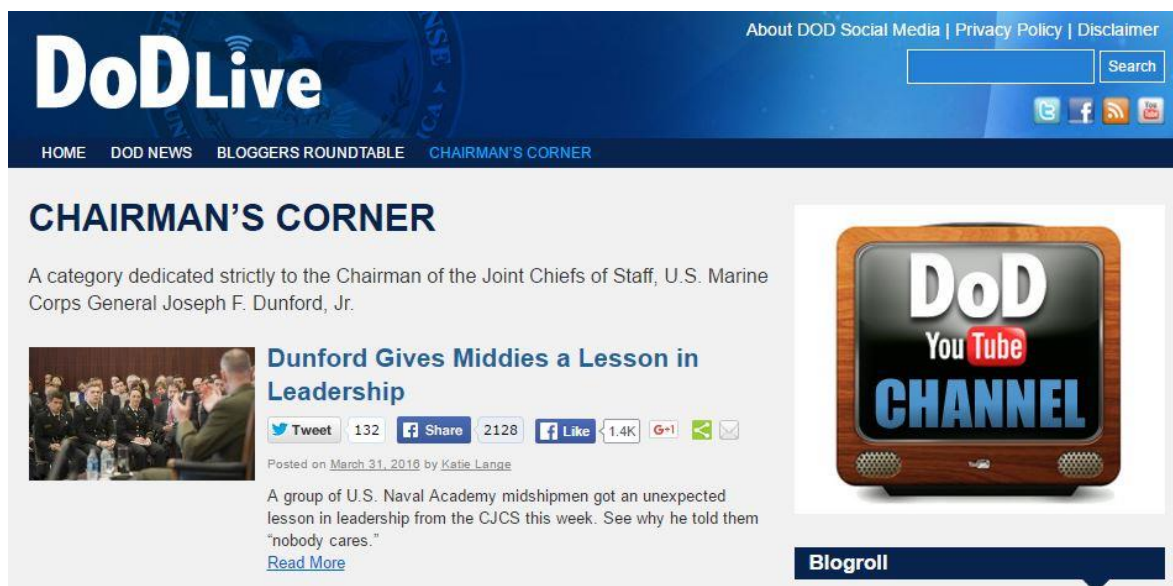 DoDLive
About DOD Social Media | Privacy Policy | Disclaimer
Search
HOME DOD NEWS BLOGGERS ROUNDTABLE CHAIRMAN'S CORNER
CHAIRMAN'S CORNER
A category dedicated strictly to the Chairman of the Joint Chiefs of Staff, U.S. Marine
Corps General Joseph F. Dunford, Jr.
Dunford Gives Middies a Lesson in
Leadership
Tweet 132 Share 2128 Like 1.4K G+1
Posted on March 31, 2016 by Katie Lange
A group of U.S. Naval Academy midshipmen got an unexpected
lesson in leadership from the CJCS this week. See why he told them
"nobody cares."
Read More
DoD
YouTube
CHANNEL
Blogroll